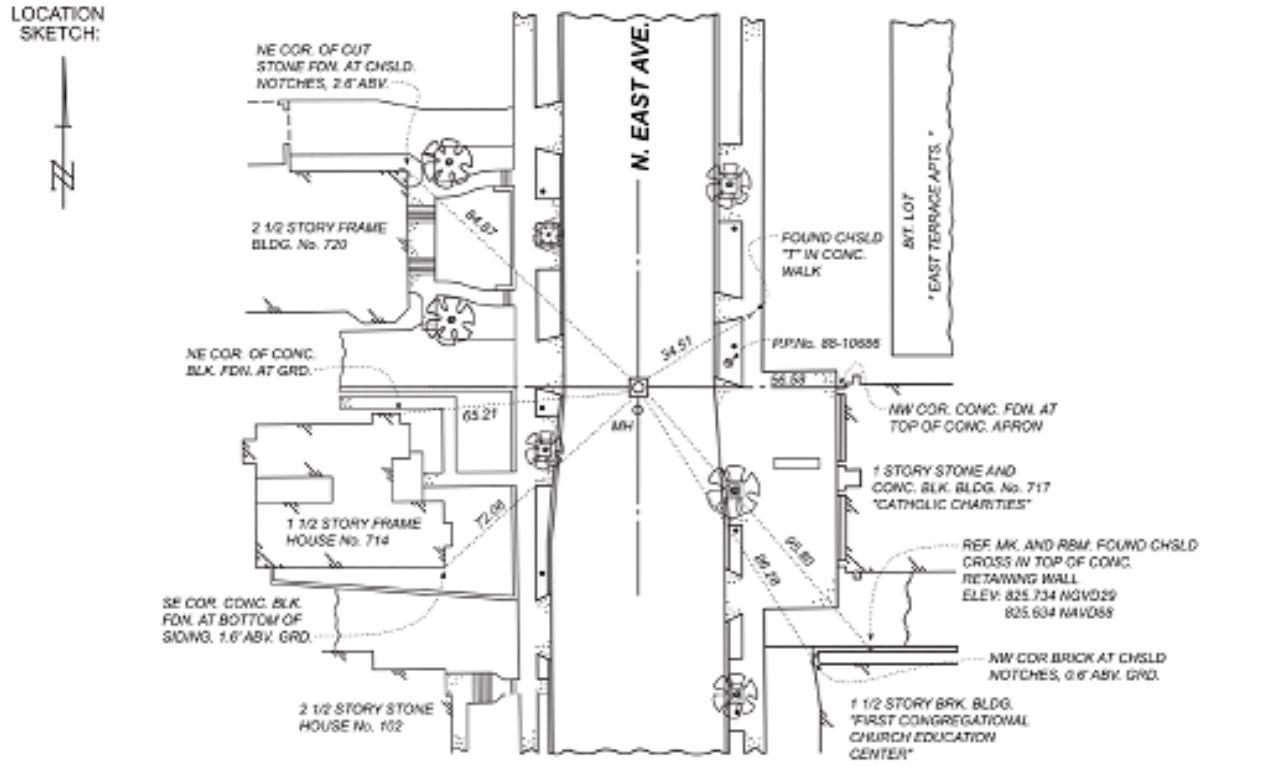 LOCATION
SKETCH:
N
NE COR. OF CUT
STONE FDN. AT CHSLD.
NOTCHES, 2.6' ABV.
N. EAST AVE.
BIT. LOT
"EAST TERRACE APTS."
2 1/2 STORY FRAME
BLDG. No. 720
FOUND CHSLD
"T" IN CONC.
WALK
34.51
P.P.No. 88-10686
NE COR. OF CONC.
BLK. FDN. AT GRD.
65.21
MH
NW COR. CONC. FDN. AT
TOP OF CONC. APRON
1 STORY STONE AND
CONC. BLK. BLDG. No. 717
"CATHOLIC CHARITIES"
1 1/2 STORY FRAME
HOUSE No. 714
72.06
REF. MK. AND RBM. FOUND CHSLD
CROSS IN TOP OF CONC.
RETAINING WALL
ELEV: 825.734 NGVD29
825.634 NAVD88
SE COR. CONC. BLK.
FDN. AT BOTTOM OF
SIDING, 1.6' ABV. GRD.
NW COR BRICK AT CHSLD
NOTCHES, 0.6' ABV. GRD.
2 1/2 STORY STONE
HOUSE No. 102
1 1/2 STORY BRK. BLDG.
"FIRST CONGREGATIONAL
CHURCH EDUCATION
CENTER"